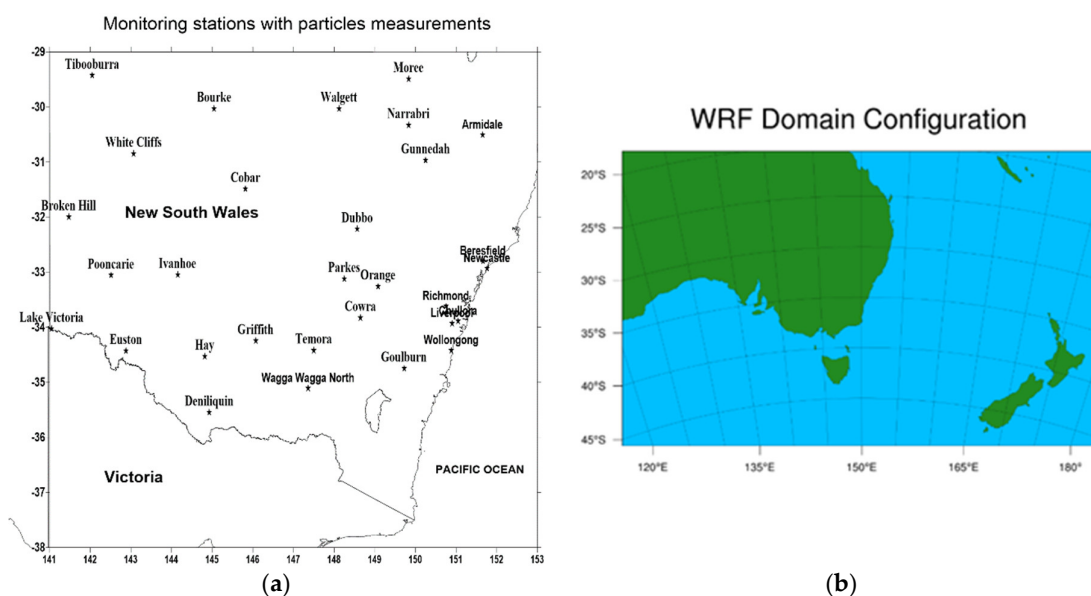 Monitoring stations with particles measurements
-29
Tibooburra
Moree
-30
Bourke
Walgett
Narrabri
Armidale
White Cliffs
Gunnedah
-31
Cobar
Broken Hill
New South Wales
-32
Dubbo
Beresfield
Newcastle
-33
Pooncarie
Ivanhoe
Parkes
Orange
Richmond
Cowra
Chullora
Liverpool
Lake Victoria
-34
Euston
Hay
Griffith
Temora
Wollongong
Goulburn
-35
Wagga Wagga North
Deniliquin
-36
Victoria
PACIFIC OCEAN
-37
-38
141 142 143 144 145 146 147 148 149 150 151 152 153
(a)
WRF Domain Configuration
20°S
25°S
30°S
35°S
40°S
45°S
120°E 135°E 150°E 165°E 180°
(b)